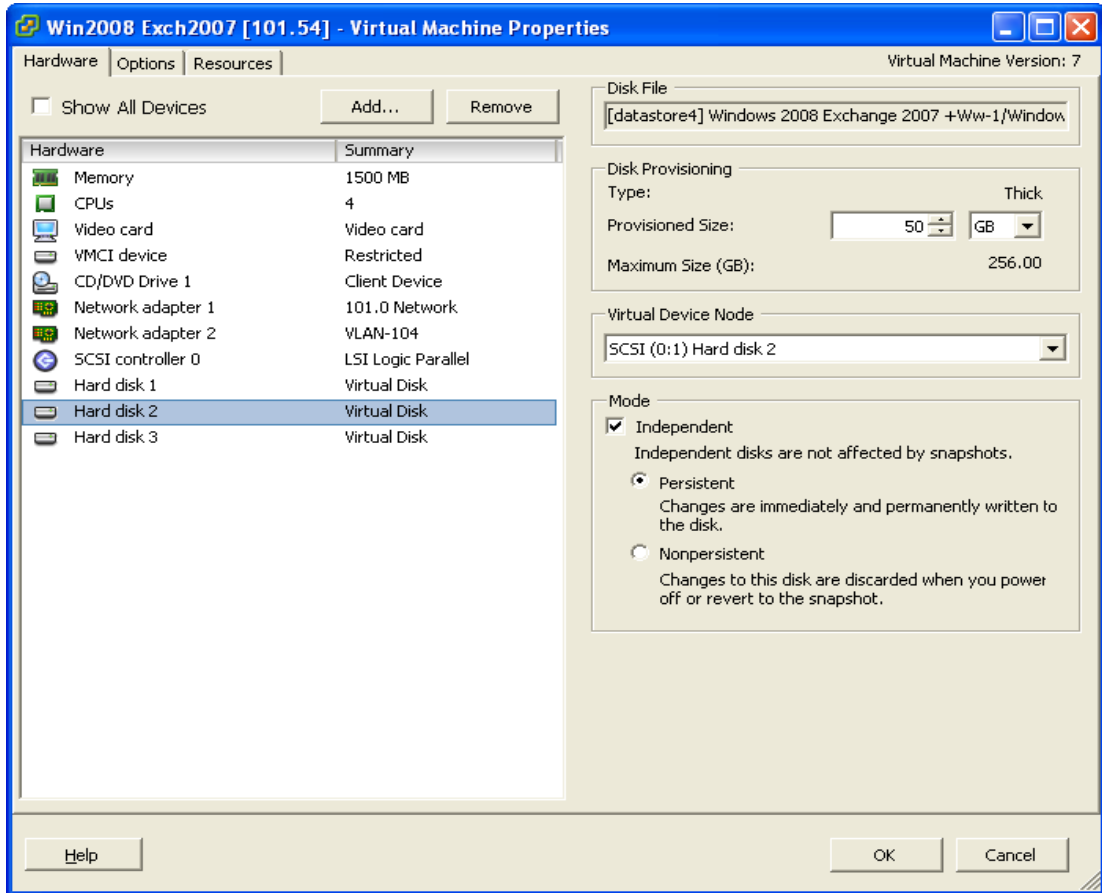 Win2008 Exch2007 [101.54] - Virtual Machine Properties
Hardware Options Resources
Virtual Machine Version: 7
Show All Devices
Add...
Remove
Hardware Summary
Memory 1500 MB
CPUs 4
Video card Video card
VMCI device Restricted
CD/DVD Drive 1 Client Device
Network adapter 1 101.0 Network
Network adapter 2 VLAN-104
SCSI controller 0 LSI Logic Parallel
Hard disk 1 Virtual Disk
Hard disk 2 Virtual Disk
Hard disk 3 Virtual Disk
Disk File
[datastore4] Windows 2008 Exchange 2007 +Ww-1/Window
Disk Provisioning
Type: Thick
Provisioned Size: 50 GB
Maximum Size (GB): 256.00
Virtual Device Node
SCSI (0:1) Hard disk 2
Mode
Independent
Independent disks are not affected by snapshots.
Persistent
Changes are immediately and permanently written to
the disk.
Nonpersistent
Changes to this disk are discarded when you power
off or revert to the snapshot.
Help
OK
Cancel